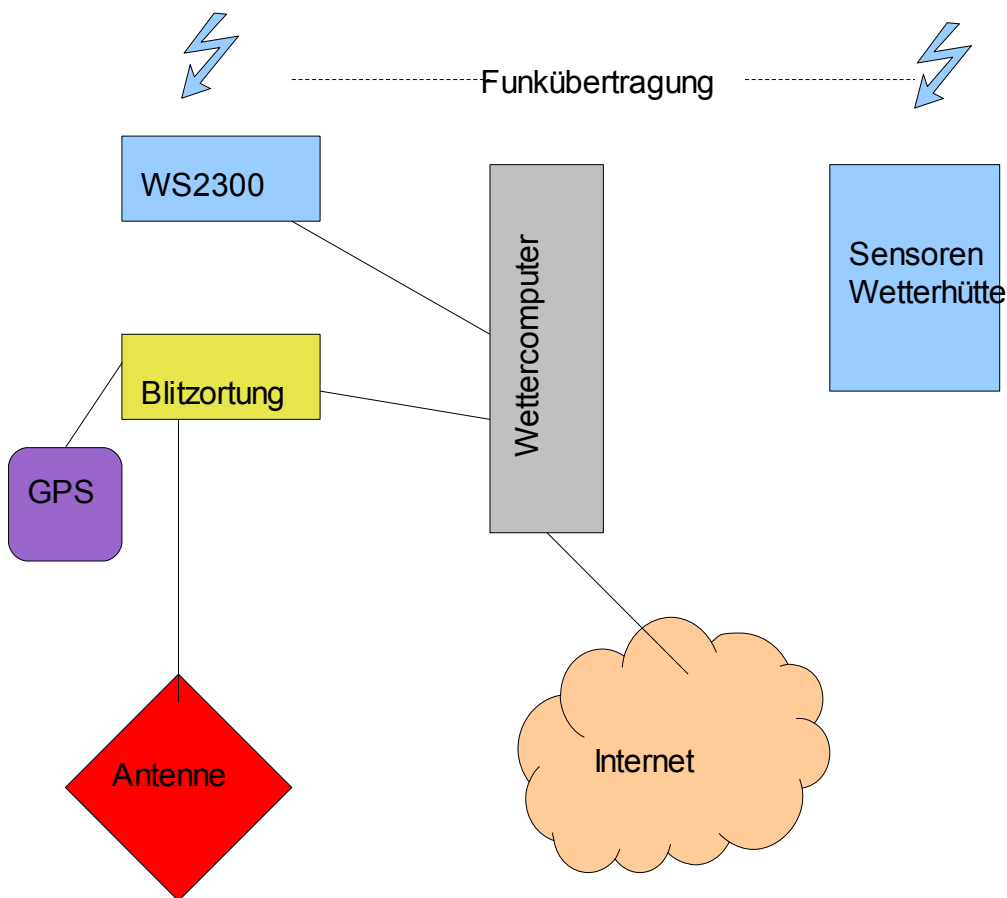 Funkübertragung
WS2300
Wettercomputer
Sensoren
Wetterhütte
Blitzortung
GPS
Antenne
Internet